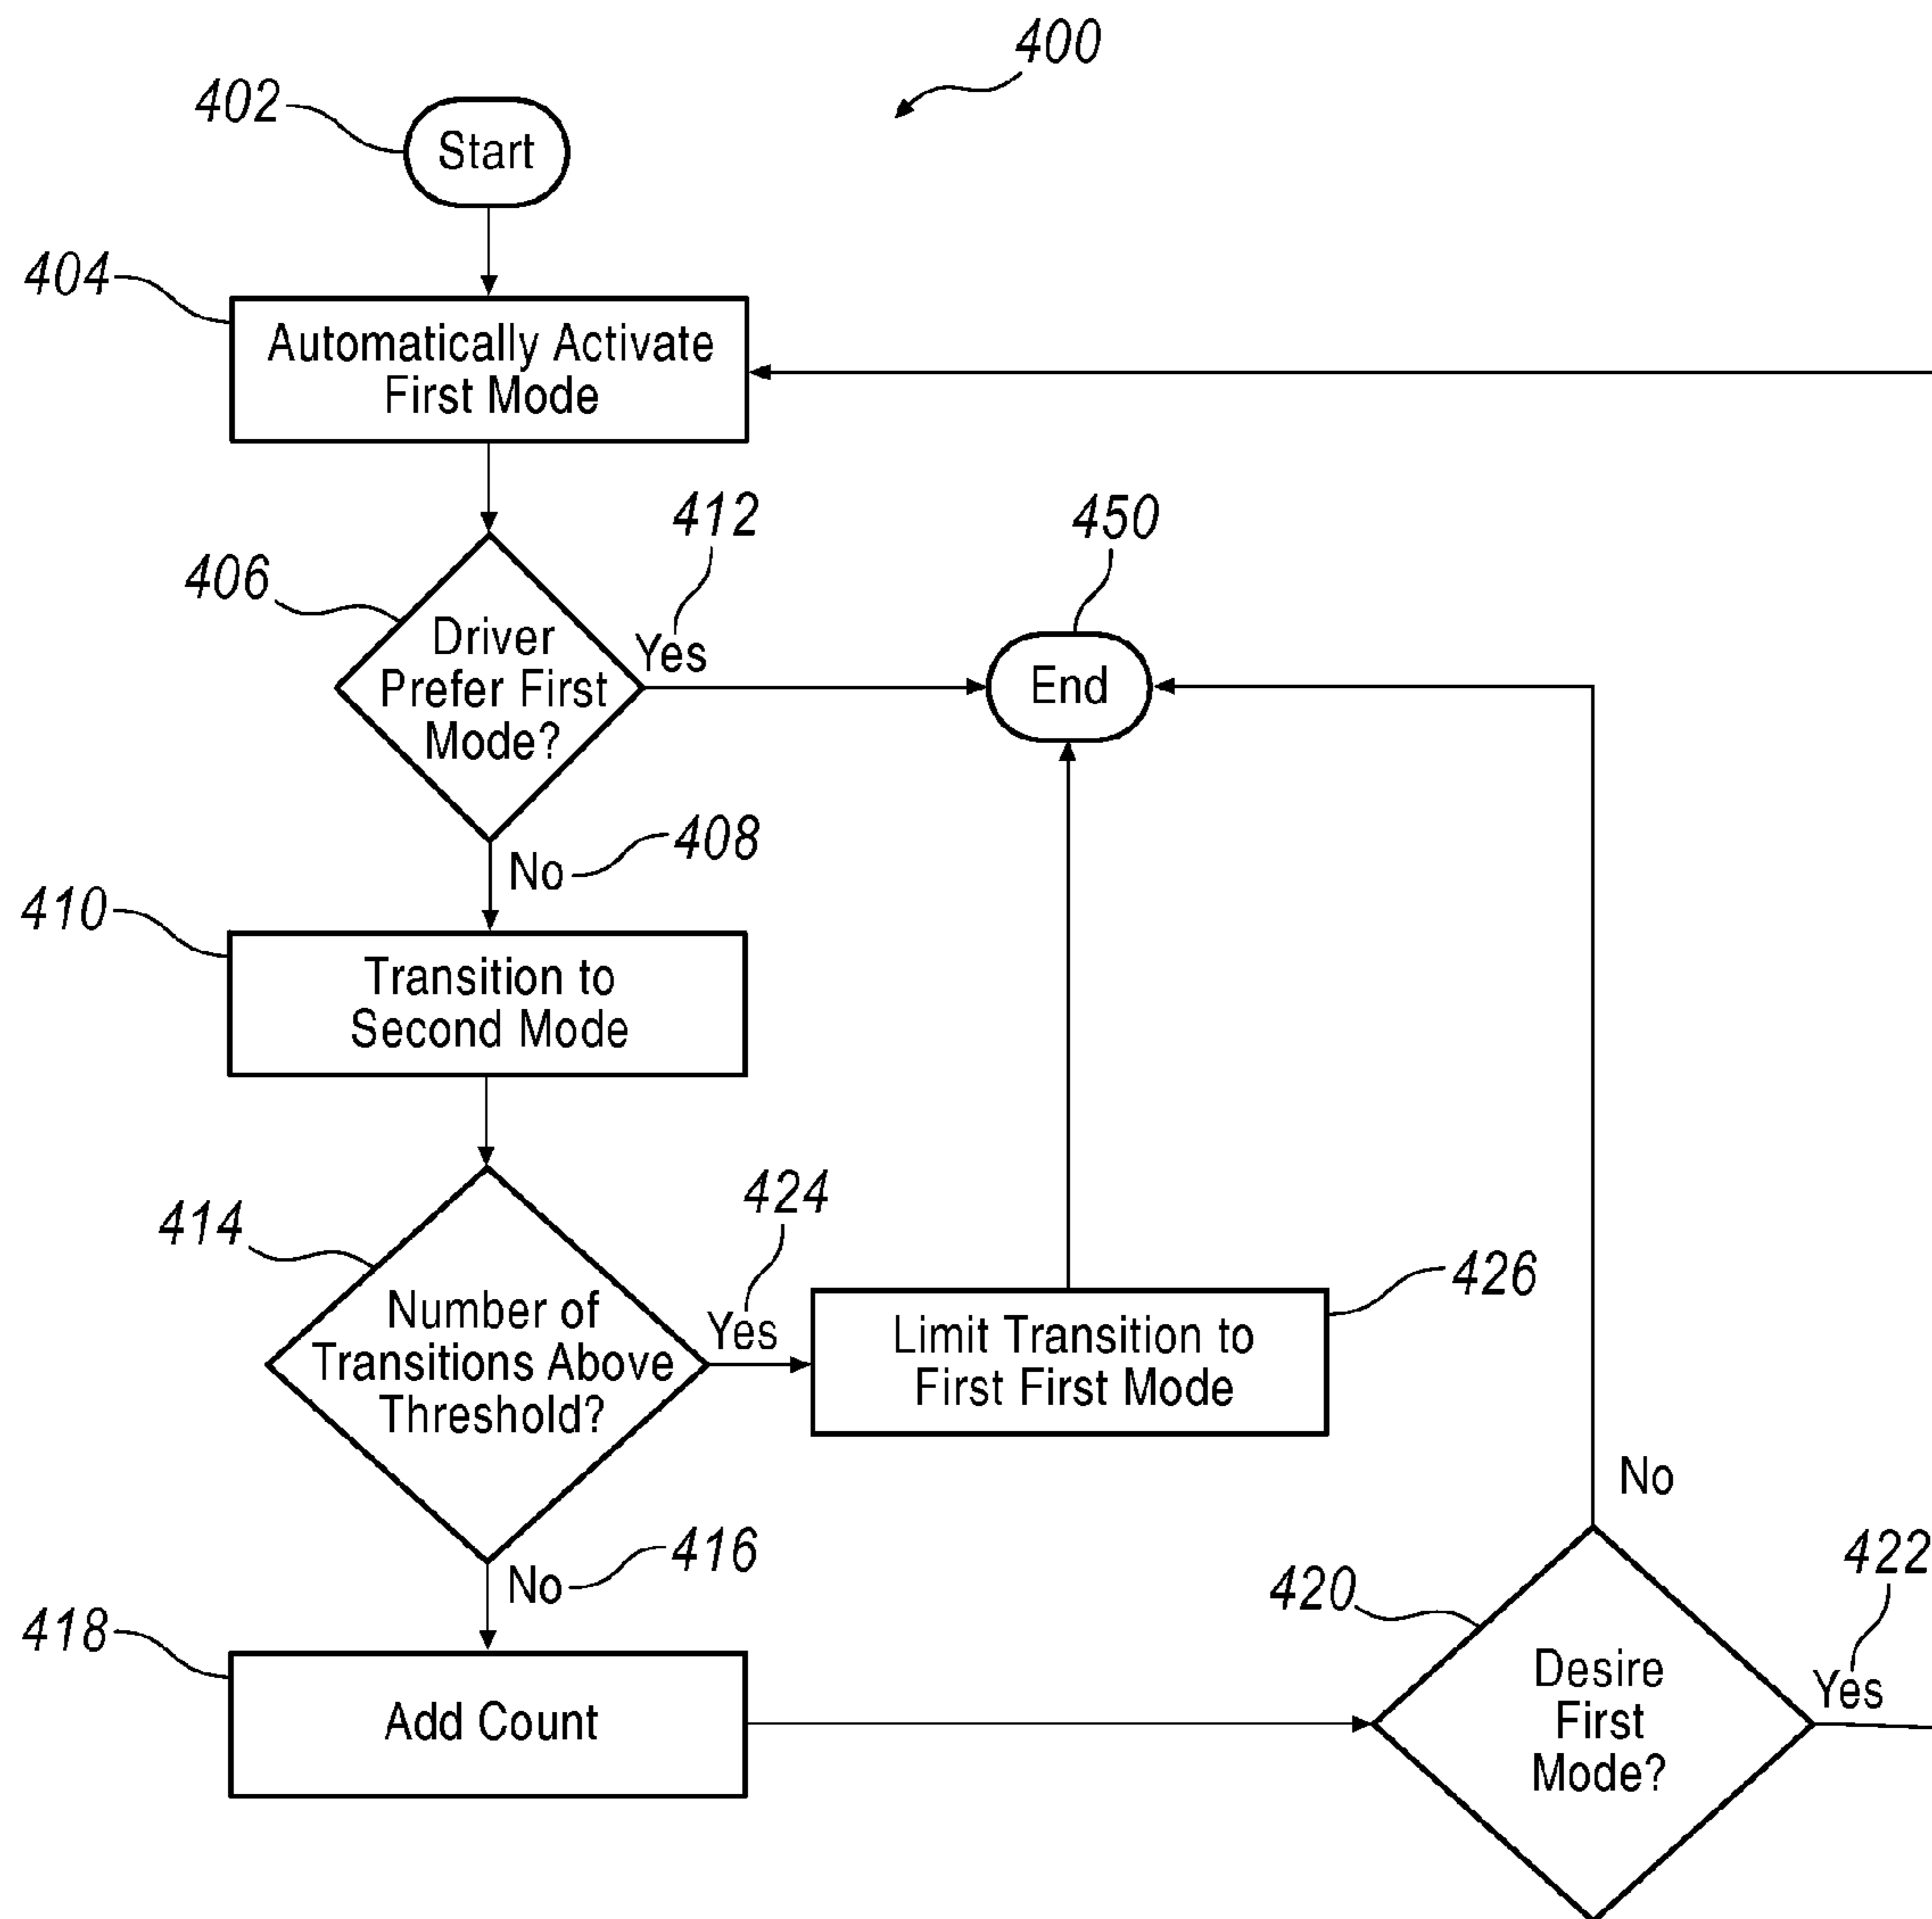 400
402
Start
404
Automatically Activate
First Mode
412
450
406
Driver
Prefer First
Mode?
Yes
End
408
No
410
Transition to
Second Mode
424
414
426
Number of
Transitions Above
Threshold?
Yes
Limit Transition to
First First Mode
No
416
No
422
420
418
Add Count
Desire
First
Mode?
Yes